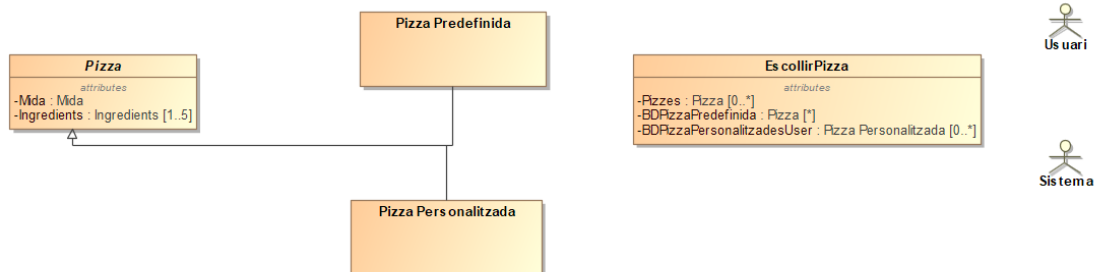 Pizza Predefinida
Usuari
Pizza
attributes
-Mida : Mida
-Ingredients : Ingredients [1..5]
EscollirPizza
attributes
-Pizzes : Pizza [0..*]
-BDPizzaPredefinida : Pizza [*]
-BDPizzaPersonalitzadesUser : Pizza Personalitzada [0..*]
Sistema
Pizza Personalitzada